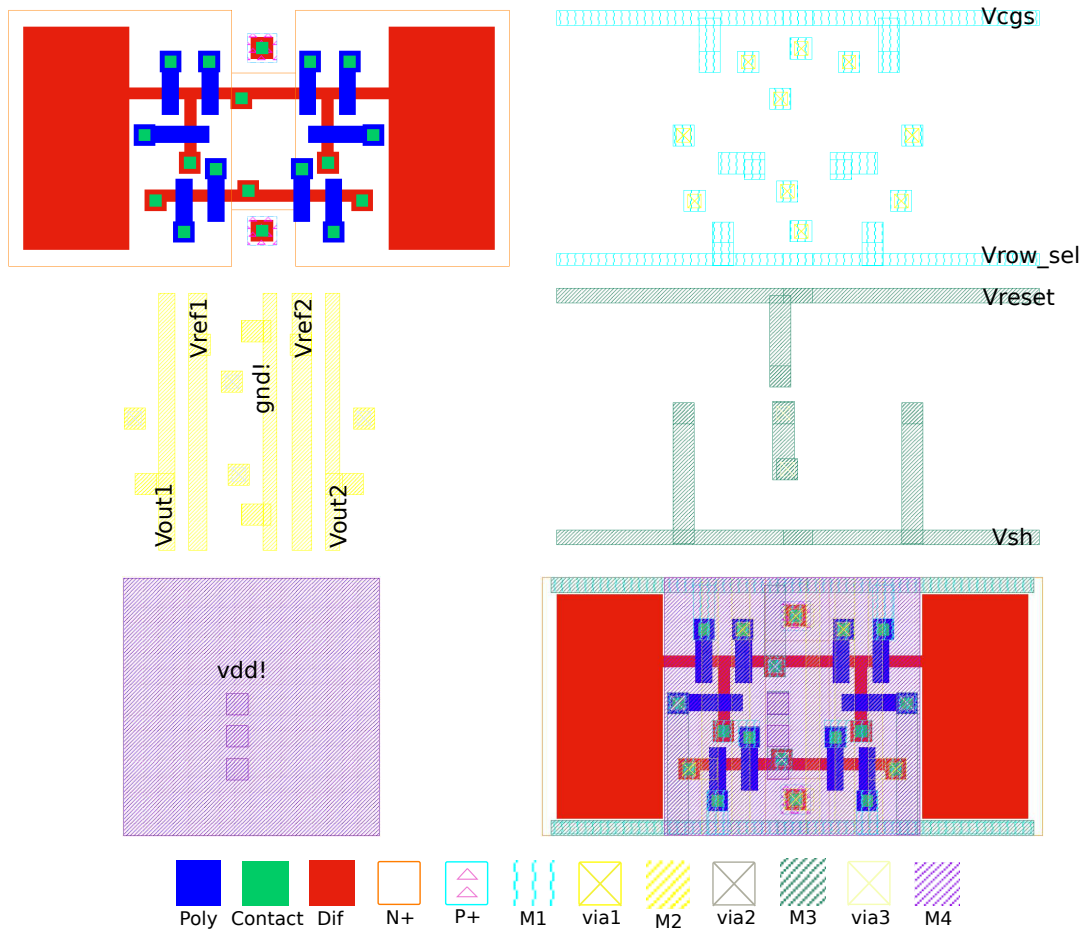 Vcgs
Vrow_sel
Vref1
Vref2
gnd!
Vout1
Vout2
Vreset
Vsh
vdd!
Poly
Contact
Dif
N+
P+
M1
via1
M2
via2
M3
via3
M4